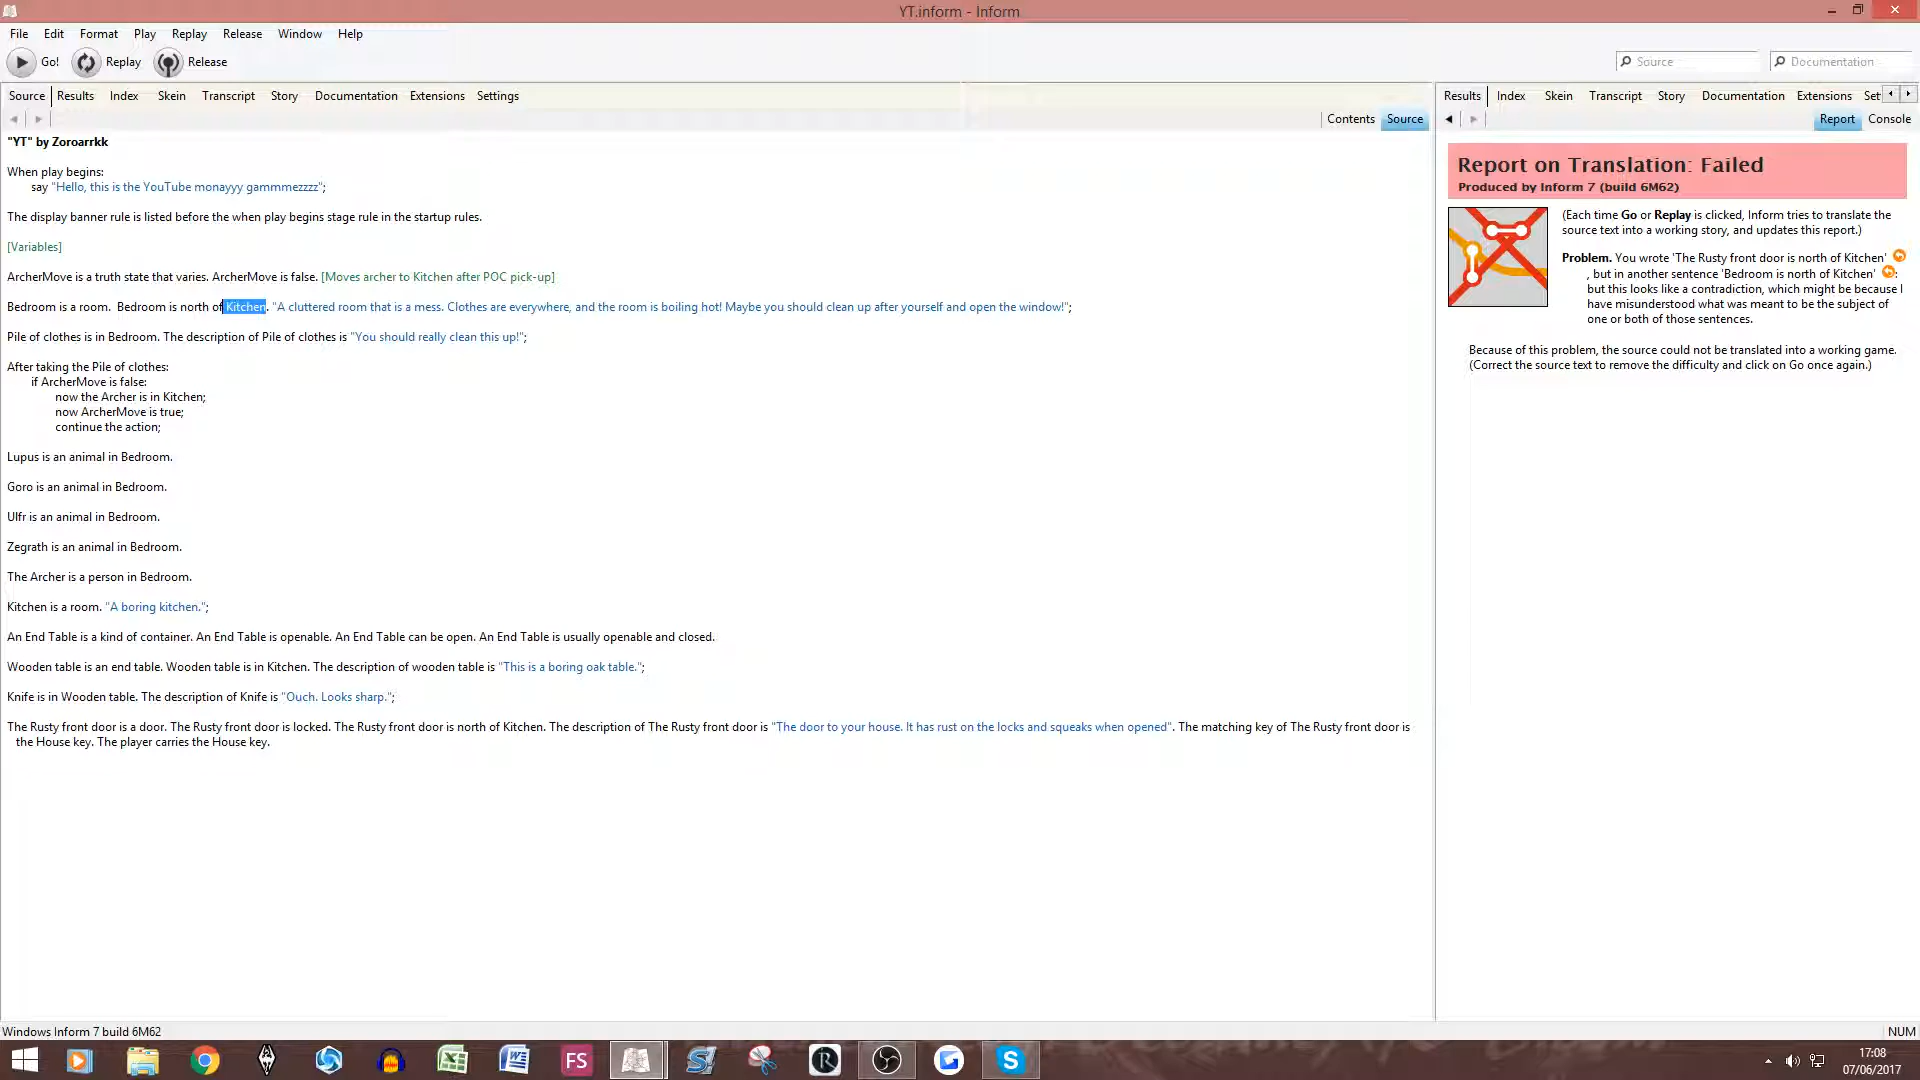 YT.inform - Inform
File Edit Format Play Replay Release Window Help
Go! Replay Release
Source Documentation
Source Results Index Skein Transcript Story Documentation Extensions Settings
Results Index Skein Transcript Story Documentation Extensions Set
Contents Source
Report Console
"YT" by Zoroarrkk
When play begins:
say "Hello, this is the YouTube monayyy gammmezzzz";
The display banner rule is listed before the when play begins stage rule in the startup rules.
[Variables]
ArcherMove is a truth state that varies. ArcherMove is false. [Moves archer to Kitchen after POC pick-up]
Bedroom is a room.  Bedroom is north of Kitchen. "A cluttered room that is a mess. Clothes are everywhere, and the room is boiling hot! Maybe you should clean up after yourself and open the window!";
Pile of clothes is in Bedroom. The description of Pile of clothes is "You should really clean this up!";
After taking the Pile of clothes:
if ArcherMove is false:
now the Archer is in Kitchen;
now ArcherMove is true;
continue the action;
Lupus is an animal in Bedroom.
Goro is an animal in Bedroom.
Ulfr is an animal in Bedroom.
Zegrath is an animal in Bedroom.
The Archer is a person in Bedroom.
Kitchen is a room. "A boring kitchen.";
An End Table is a kind of container. An End Table is openable. An End Table can be open. An End Table is usually openable and closed.
Wooden table is an end table. Wooden table is in Kitchen. The description of wooden table is "This is a boring oak table.";
Knife is in Wooden table. The description of Knife is "Ouch. Looks sharp.";
The Rusty front door is a door. The Rusty front door is locked. The Rusty front door is north of Kitchen. The description of The Rusty front door is "The door to your house. It has rust on the locks and squeaks when opened". The matching key of The Rusty front door is
the House key. The player carries the House key.
Report on Translation: Failed
Produced by Inform 7 (build 6M62)
(Each time Go or Replay is clicked, Inform tries to translate the
source text into a working story, and updates this report.)
Problem. You wrote 'The Rusty front door is north of Kitchen'
, but in another sentence 'Bedroom is north of Kitchen' :
but this looks like a contradiction, which might be because I
have misunderstood what was meant to be the subject of
one or both of those sentences.
Because of this problem, the source could not be translated into a working game.
(Correct the source text to remove the difficulty and click on Go once again.)
Windows Inform 7 build 6M62
NUM
FS
R
S
17:08
07/06/2017